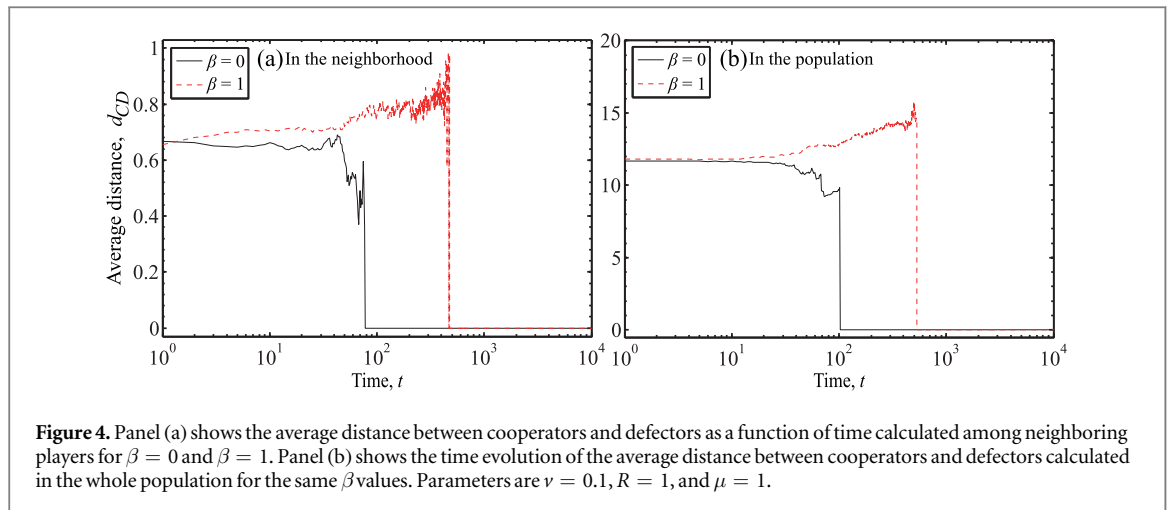 1
0.8
0.6
0.4
0.2
0
Average distance, d_CD
β = 0
β = 1
(a) In the neighborhood
10^0 10^1 10^2 10^3 10^4
Time, t
20
15
10
5
0
β = 0
β = 1
(b) In the population
10^0 10^1 10^2 10^3 10^4
Time, t
Figure 4. Panel (a) shows the average distance between cooperators and defectors as a function of time calculated among neighboring
players for β = 0 and β = 1. Panel (b) shows the time evolution of the average distance between cooperators and defectors calculated
in the whole population for the same β values. Parameters are ν = 0.1, R = 1, and μ = 1.